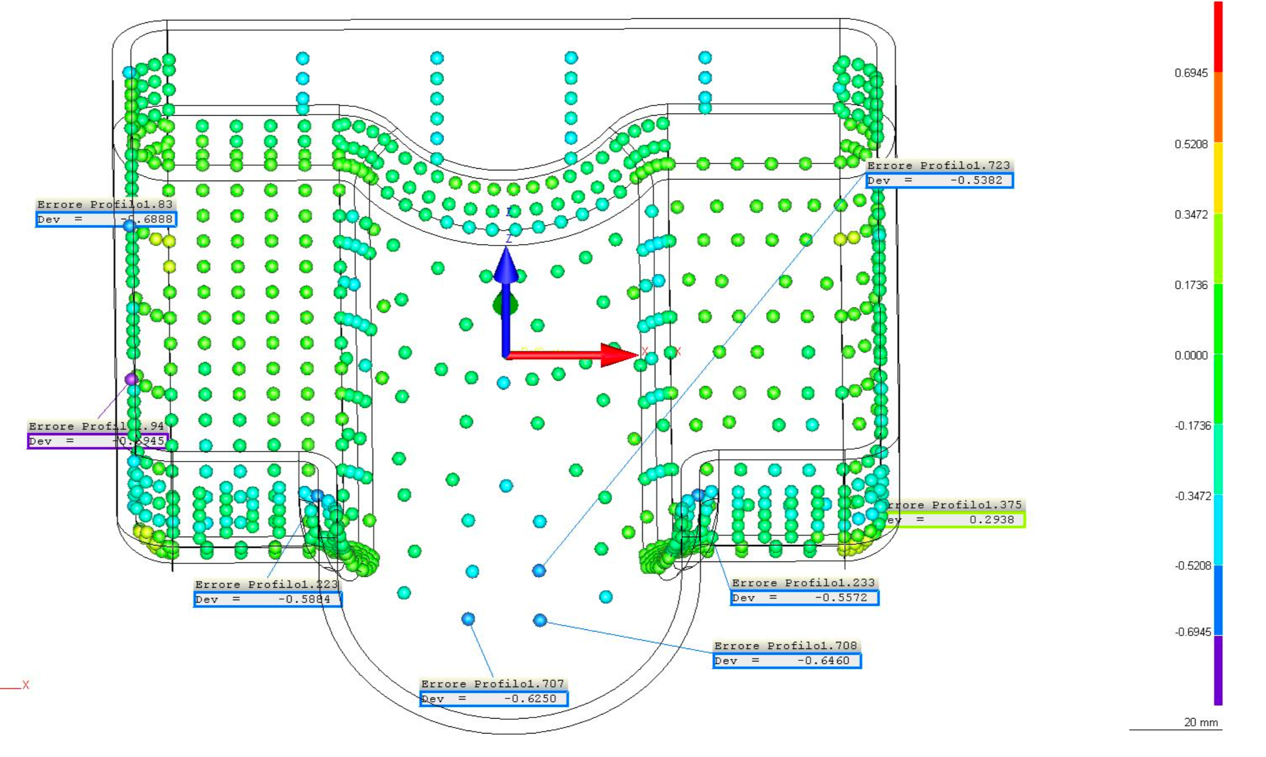 Errore Profilo1.723
Dev = -0.5382
Errore Profilo1.83
Dev = -0.6888
Dev =
Errore Profilo1.223
Dev = -0.5884
Errore Profilo1.233
Dev = -0.5572
Errore Profilo1.708
Dev = -0.6460
Errore Profilo1.707
Dev = -0.6250
Profilo1.375
0.2938
Z
X
X
X
0.6945
0.5208
0.3472
0.1736
0.0000
-0.1736
-0.3472
-0.5208
-0.6945
20 mm